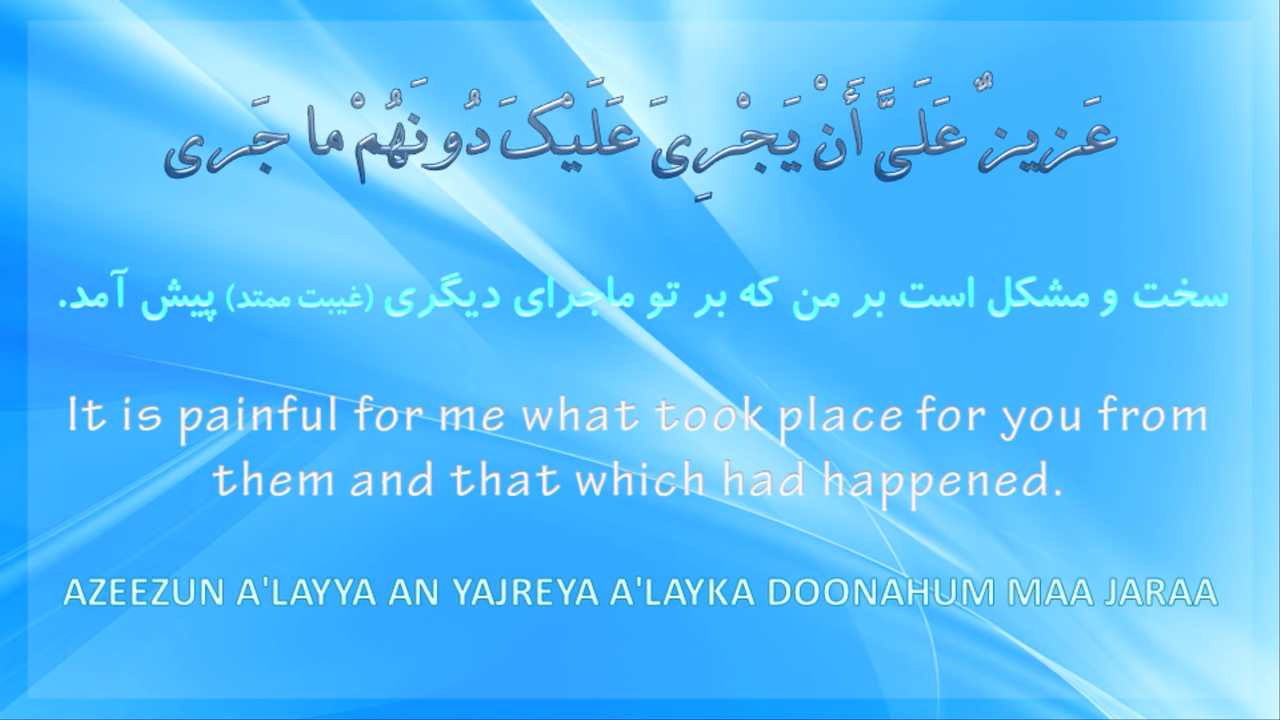 عَزِيزٌ عَلَىَّ أَنْ يَجْرِىَ عَلَيْكَ دُونَهُمْ ما جَرى
سخت و مشکل است بر من که بر تو ماجرای دیگری (غیبت ممتد) پیش آمد.
It is painful for me what took place for you from
them and that which had happened.
AZEEZUN A'LAYYA AN YAJREYA A'LAYKA DOONAHUM MAA JARAA